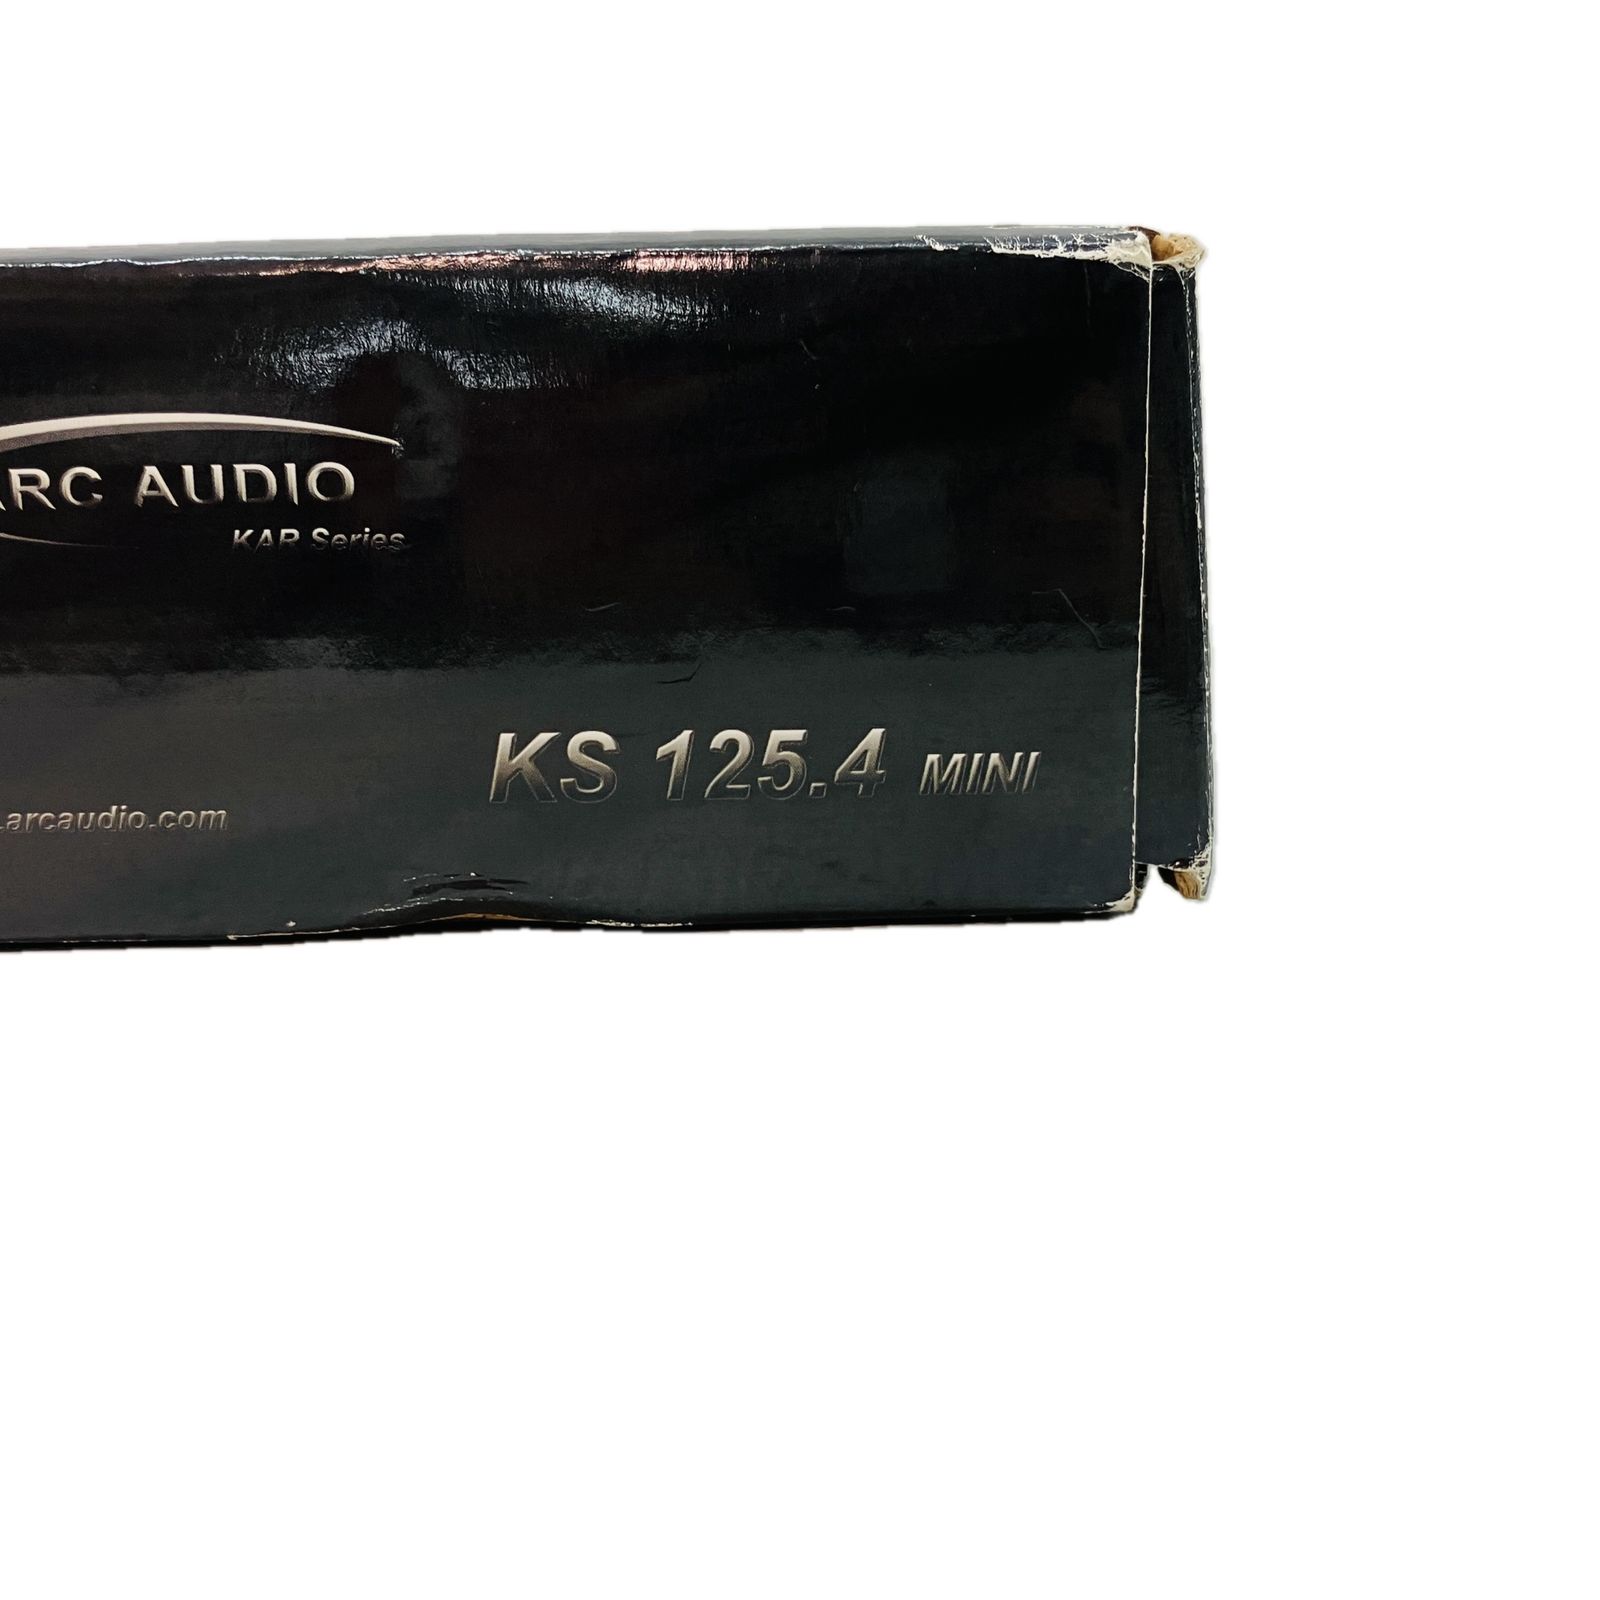 ARC AUDIO
KAR Series
.arcaudio.com
KS 125.4 MINI